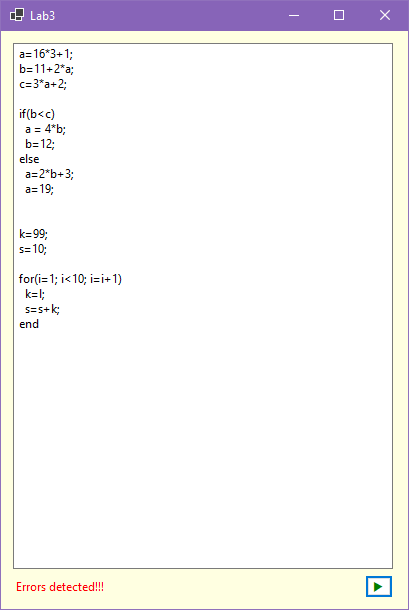 Lab3
a=16*3+1;
b=11+2*a;
c=3*a+2;
if(b<c)
a = 4*b;
b=12;
else
a=2*b+3;
a=19;
k=99;
s=10;
for(i=1; i<10; i=i+1)
k=l;
s=s+k;
end
Errors detected!!!